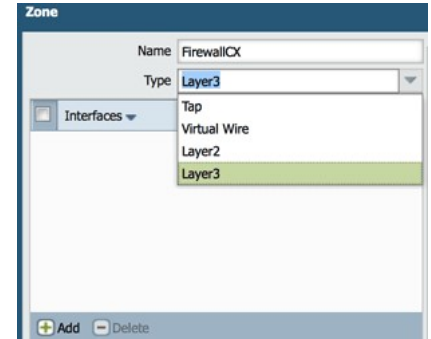 Zone
Name FirewallCX
Type Layer3
Interfaces
Tap
Virtual Wire
Layer2
Layer3
Add Delete